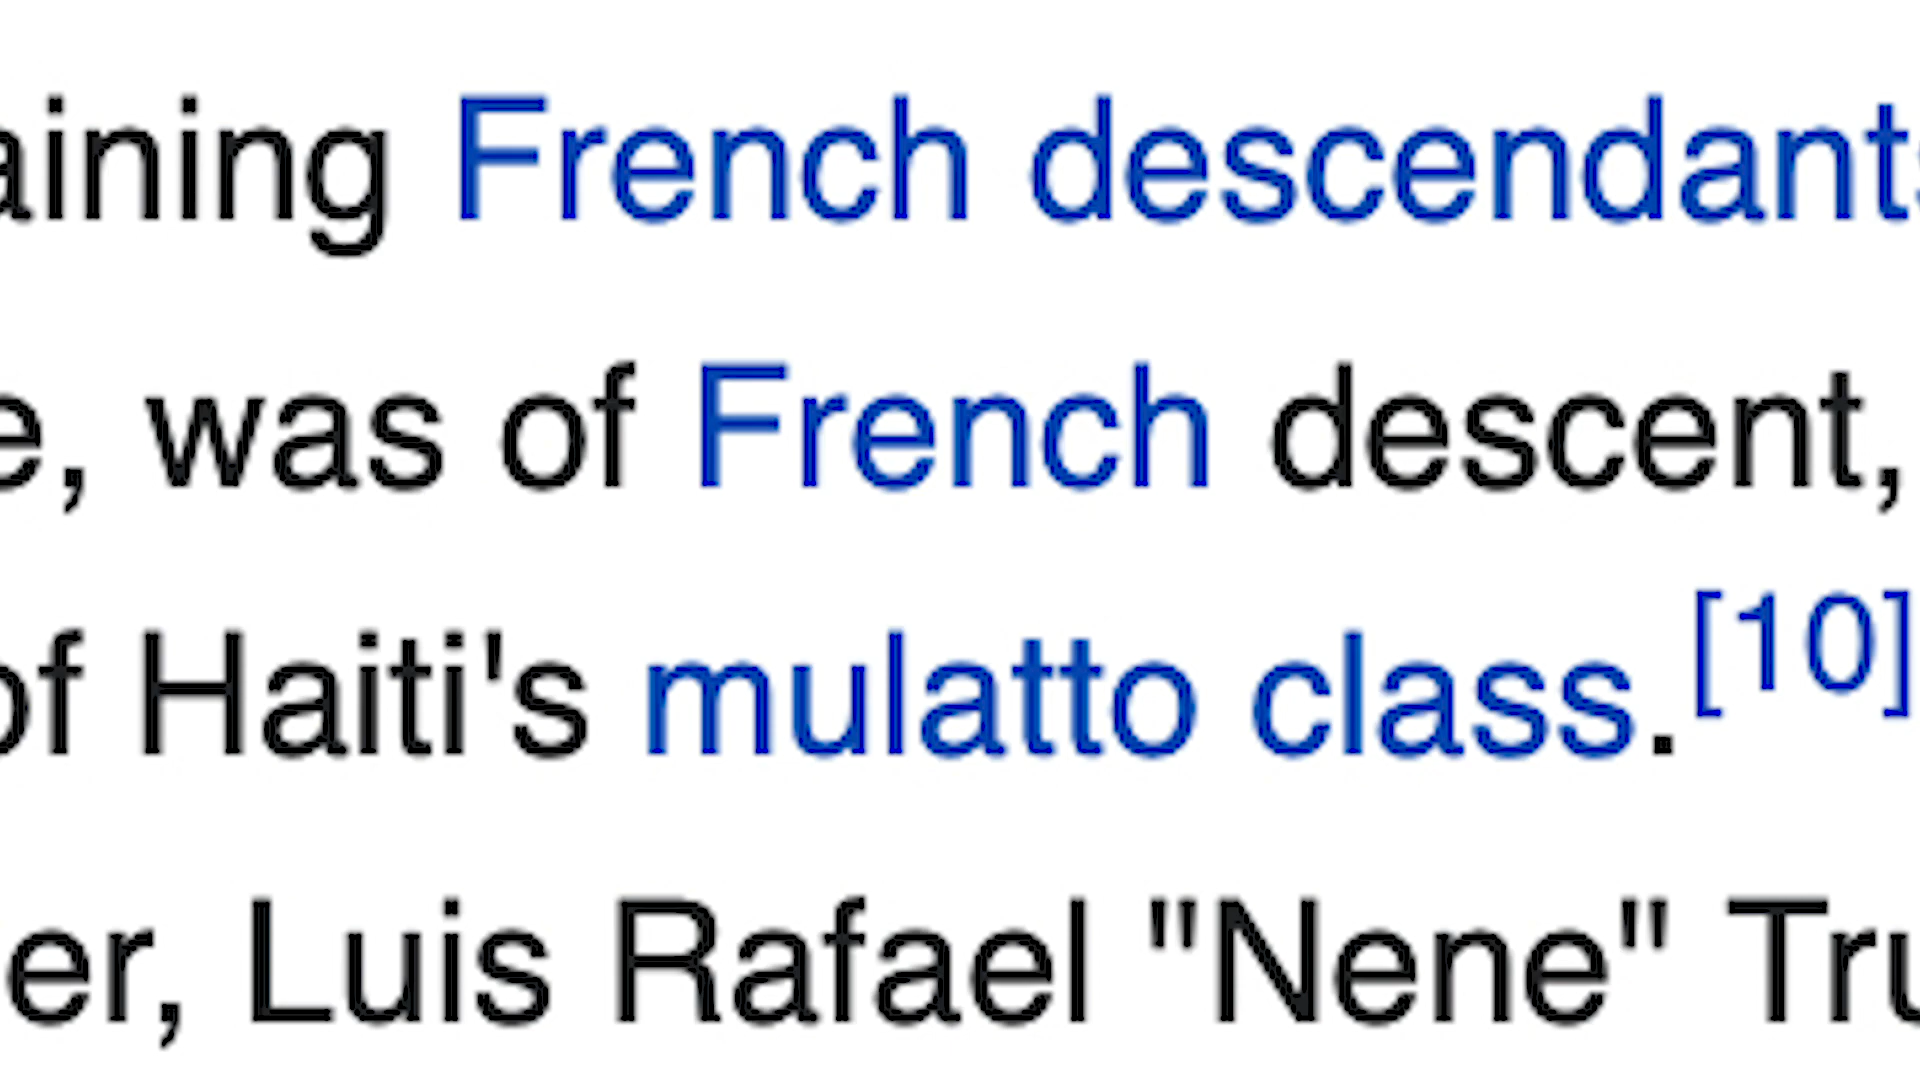 aining French descendants
e, was of French descent,
of Haiti's mulatto class.[10]
er, Luis Rafael "Nene" Tru